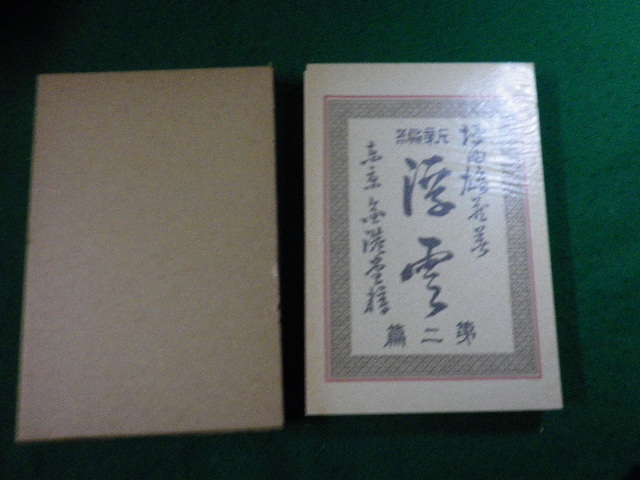 坪内雄蔵著
新編
浮雲
第二篇
東京金港堂梓